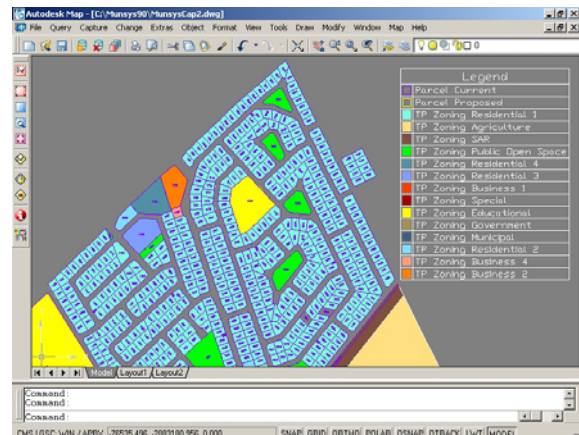 Autodesk Map - [C:\Munsys90\MunsysCap2.dwg]
File Query Capture Change Extras Object Format View Tools Draw Modify Window Map Help
0
Legend
Parcel Current
Parcel Proposed
TP Zoning Residential 1
TP Zoning Agriculture
TP Zoning SAR
TP Zoning Public Open Space
TP Zoning Residential 4
TP Zoning Residential 3
TP Zoning Business 1
TP Zoning Special
TP Zoning Educational
TP Zoning Government
TP Zoning Municipal
TP Zoning Residential 2
TP Zoning Business 4
TP Zoning Business 2
Model Layout1 Layout2
Command:
Command:
Command:
SNAP GRID ORTHO POLAR OSNAP OTRACK LWT MODEL